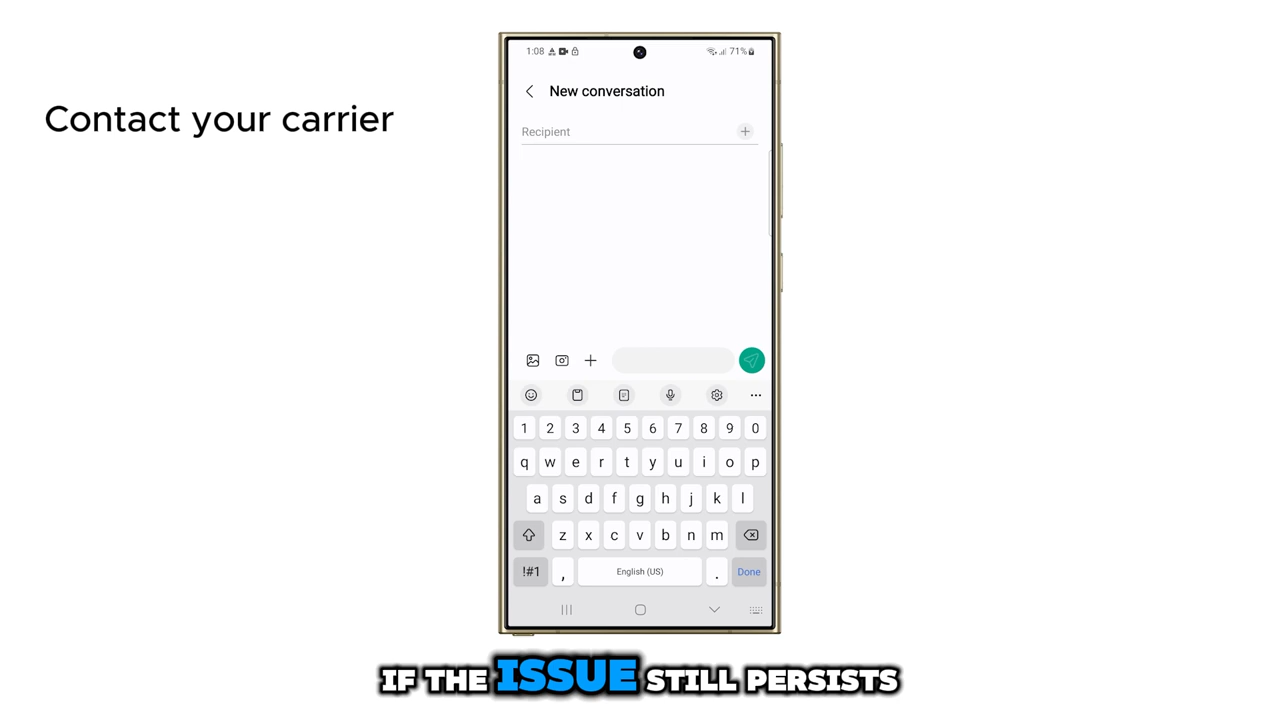 Contact your carrier
1:08 71%
New conversation
Recipient
1 2 3 4 5 6 7 8 9 0
q w e r t y u i o p
a s d f g h j k l
z x c v b n m
!#1 , English (US) . Done
IF THE ISSUE STILL PERSISTS